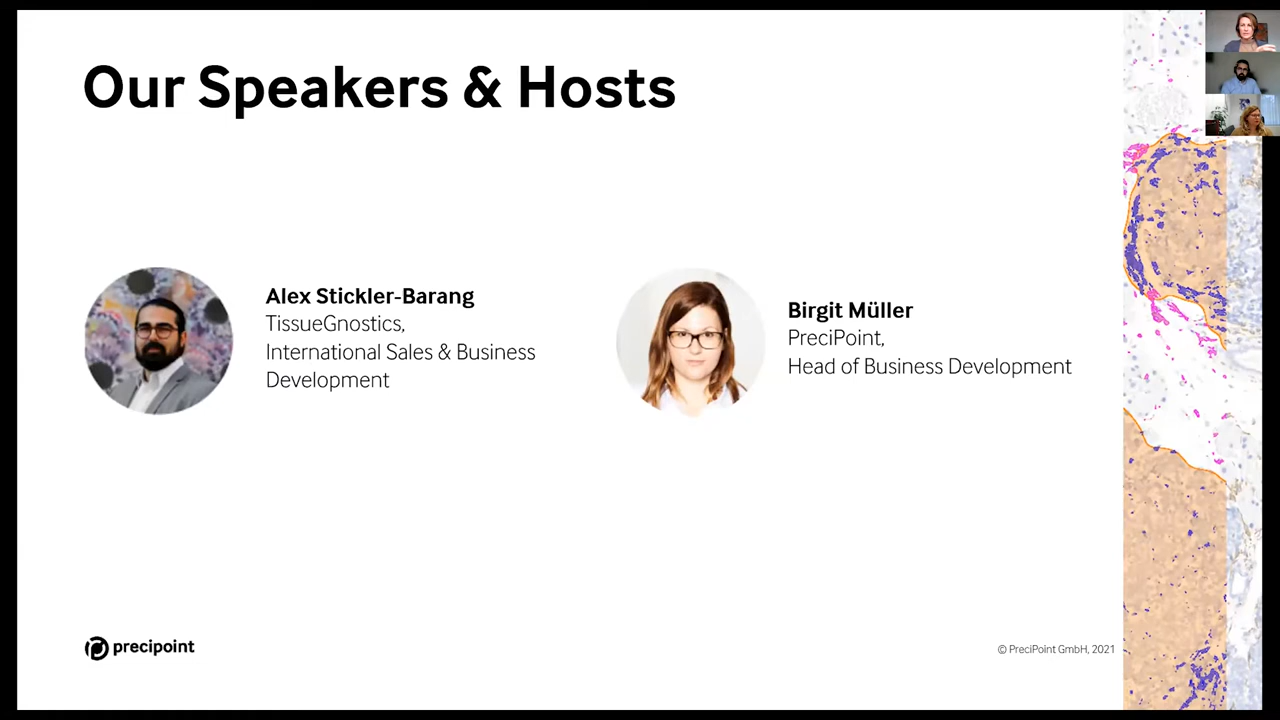 Our Speakers & Hosts
Alex Stickler-Barang
TissueGnostics,
International Sales & Business
Development
Birgit Müller
PreciPoint,
Head of Business Development
precipoint
© PreciPoint GmbH, 2021